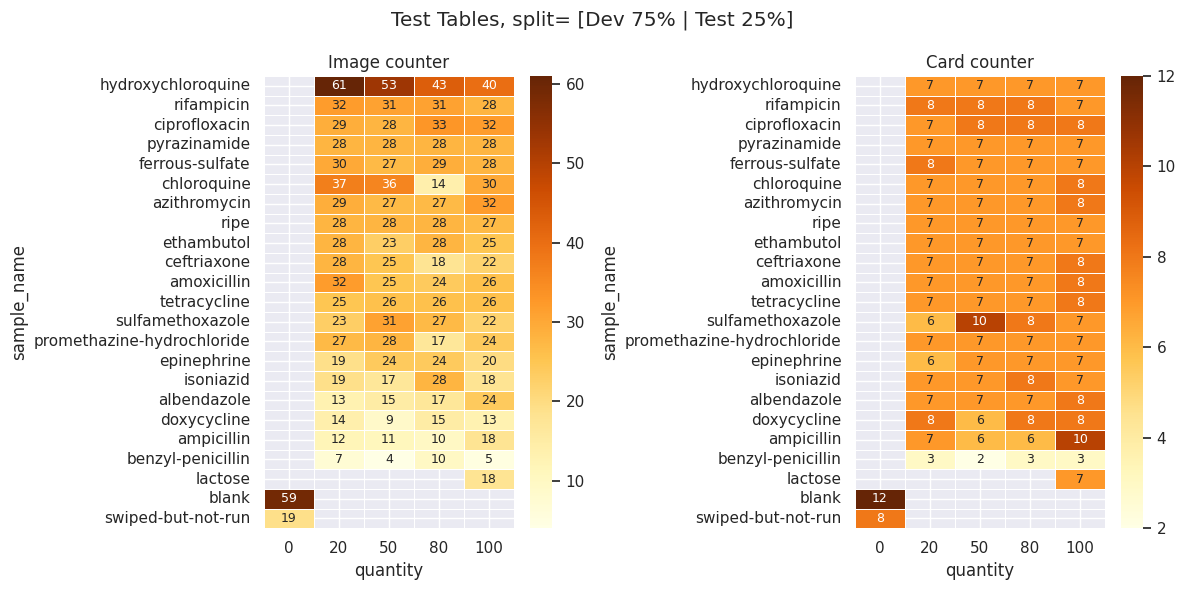 Test Tables, split= [Dev 75% | Test 25%]
Image counter
sample_name
hydroxychloroquine 61 53 43 40
rifampicin 32 31 31 28
ciprofloxacin 29 28 33 32
pyrazinamide 28 28 28 28
ferrous-sulfate 30 27 29 28
chloroquine 37 36 14 30
azithromycin 29 27 27 32
ripe 28 28 28 27
ethambutol 28 23 28 25
ceftriaxone 28 25 18 22
amoxicillin 32 25 24 26
tetracycline 25 26 26 26
sulfamethoxazole 23 31 27 22
promethazine-hydrochloride 27 28 17 24
epinephrine 19 24 24 20
isoniazid 19 17 28 18
albendazole 13 15 17 24
doxycycline 14 9 15 13
ampicillin 12 11 10 18
benzyl-penicillin 7 4 10 5
lactose 18
blank 59
swiped-but-not-run 19
0 20 50 80 100
quantity
60
50
40
30
20
10
Card counter
sample_name
hydroxychloroquine 7 7 7 7
rifampicin 8 8 8 7
ciprofloxacin 7 8 8 8
pyrazinamide 7 7 7 7
ferrous-sulfate 8 7 7 7
chloroquine 7 7 7 8
azithromycin 7 7 7 8
ripe 7 7 7 7
ethambutol 7 7 7 7
ceftriaxone 7 7 7 8
amoxicillin 7 7 7 8
tetracycline 7 7 7 8
sulfamethoxazole 6 10 8 7
promethazine-hydrochloride 7 7 7 7
epinephrine 6 7 7 7
isoniazid 7 7 8 7
albendazole 7 7 7 8
doxycycline 8 6 8 8
ampicillin 7 6 6 10
benzyl-penicillin 3 2 3 3
lactose 7
blank 12
swiped-but-not-run 8
0 20 50 80 100
quantity
12
10
8
6
4
2